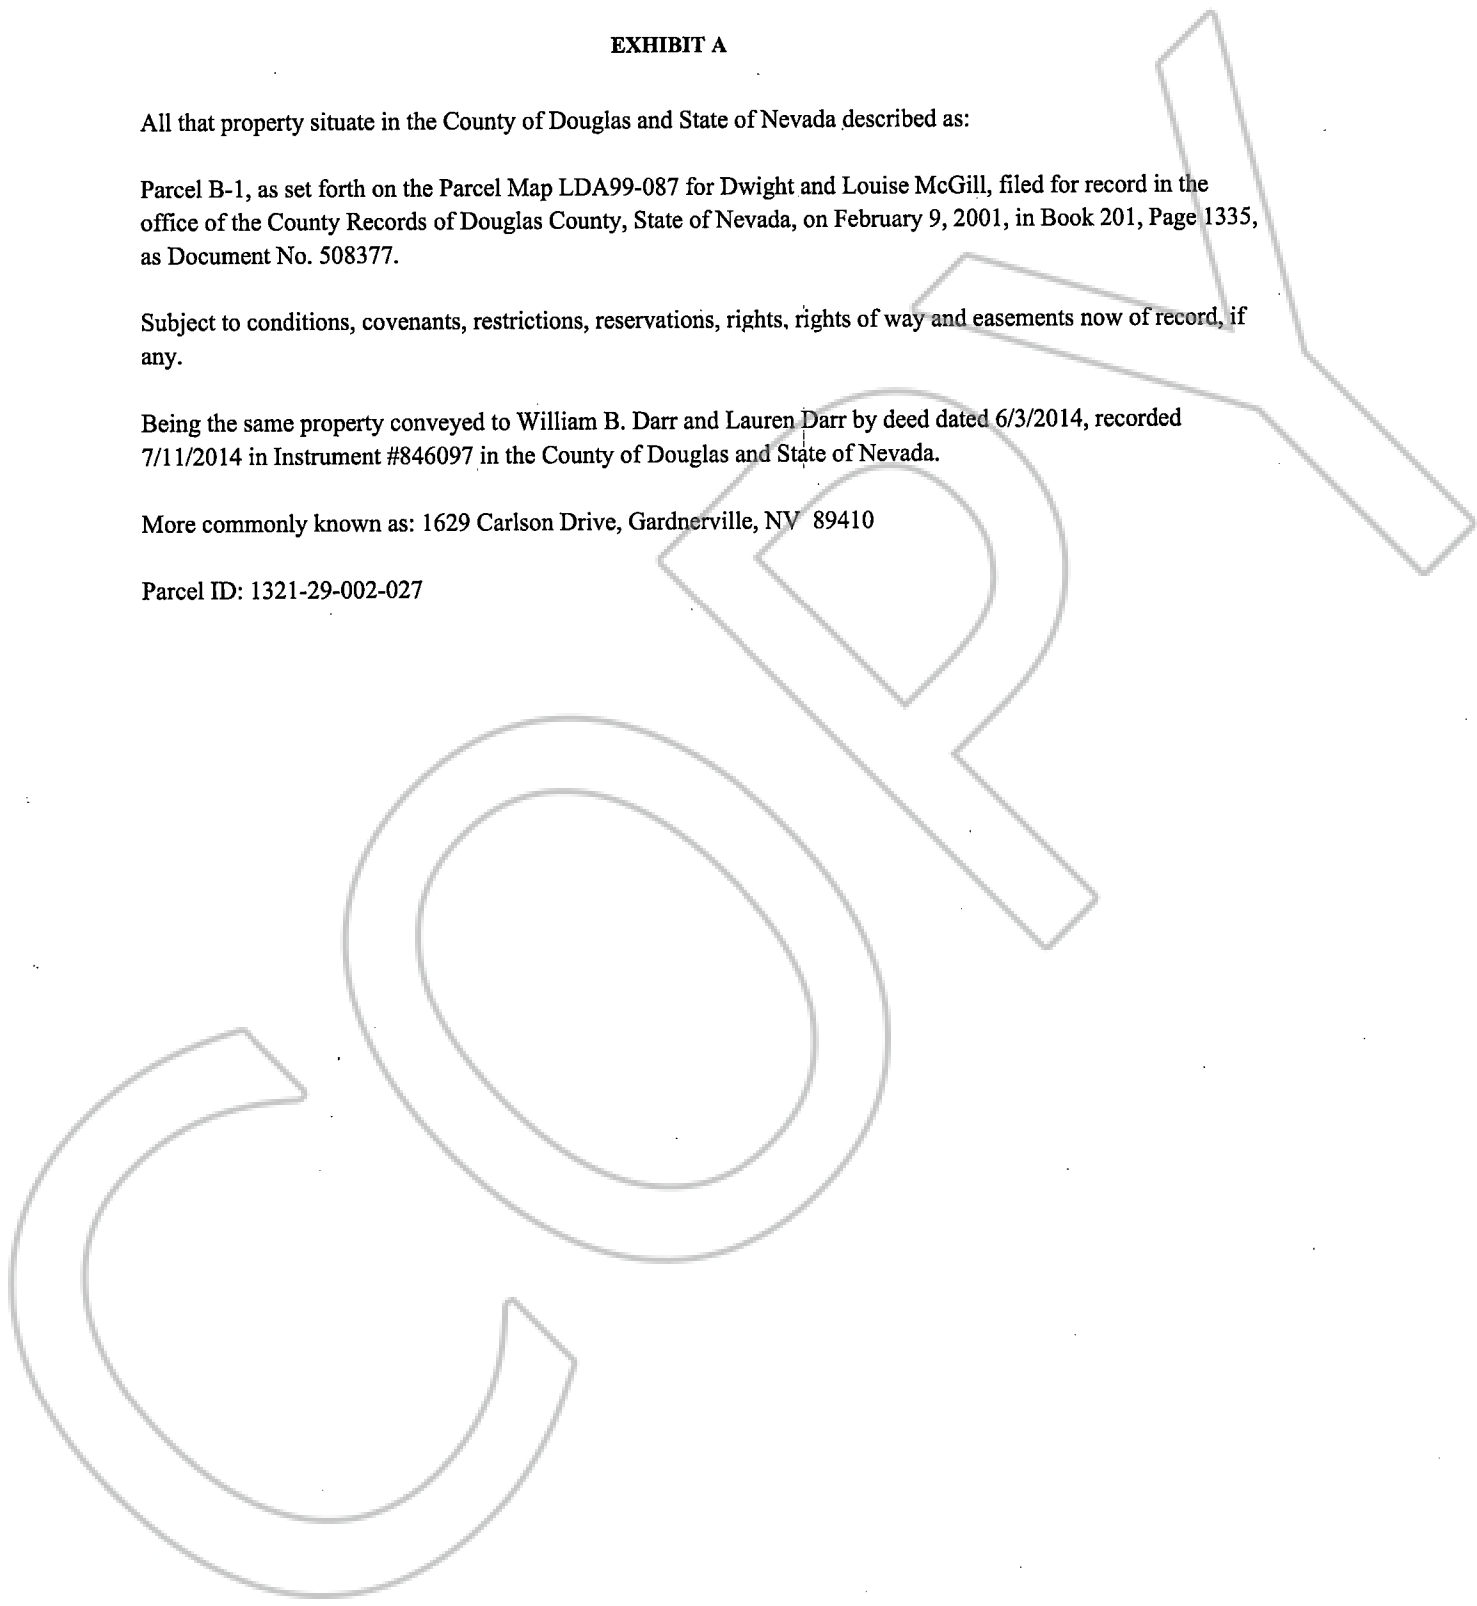 EXHIBIT A
All that property situate in the County of Douglas and State of Nevada described as:
Parcel B-1, as set forth on the Parcel Map LDA99-087 for Dwight and Louise McGill, filed for record in the
office of the County Records of Douglas County, State of Nevada, on February 9, 2001, in Book 201, Page 1335,
as Document No. 508377.
Subject to conditions, covenants, restrictions, reservations, rights, rights of way and easements now of record, if
any.
Being the same property conveyed to William B. Darr and Lauren Darr by deed dated 6/3/2014, recorded
7/11/2014 in Instrument #846097 in the County of Douglas and State of Nevada.
More commonly known as: 1629 Carlson Drive, Gardnerville, NV 89410
Parcel ID: 1321-29-002-027
COPY